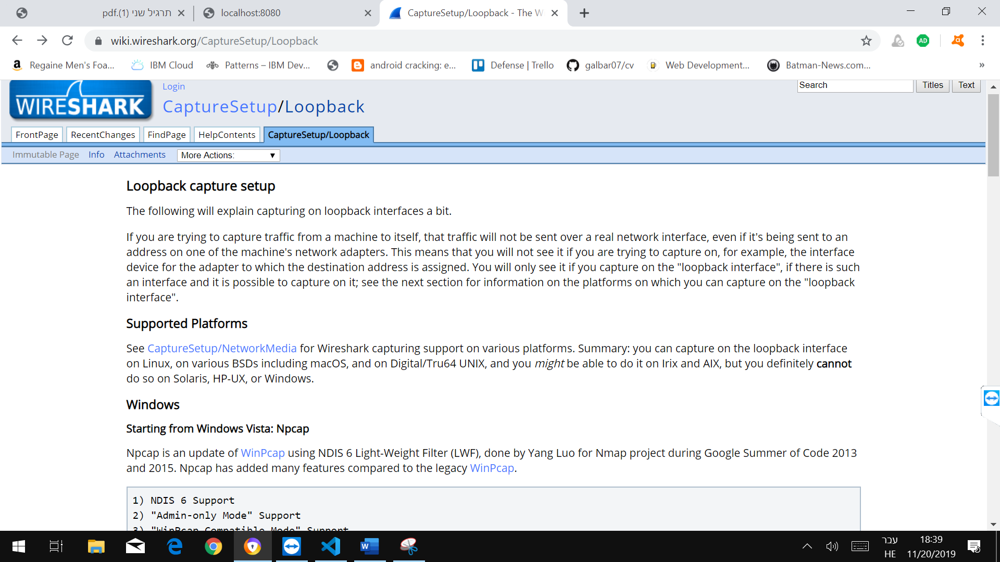 תרגיל שני (1).pdf
localhost:8080
CaptureSetup/Loopback - The W
wiki.wireshark.org/CaptureSetup/Loopback
AD
Regaine Men's Foa...
IBM Cloud
Patterns – IBM Dev...
android cracking: e...
Defense | Trello
galbar07/cv
Web Development...
Batman-News.com...
»
WIRESHARK
Login
Search
Titles
Text
CaptureSetup/Loopback
FrontPage
RecentChanges
FindPage
HelpContents
CaptureSetup/Loopback
Immutable Page
Info
Attachments
More Actions:
Loopback capture setup
The following will explain capturing on loopback interfaces a bit.
If you are trying to capture traffic from a machine to itself, that traffic will not be sent over a real network interface, even if it's being sent to an
address on one of the machine's network adapters. This means that you will not see it if you are trying to capture on, for example, the interface
device for the adapter to which the destination address is assigned. You will only see it if you capture on the "loopback interface", if there is such
an interface and it is possible to capture on it; see the next section for information on the platforms on which you can capture on the "loopback
interface".
Supported Platforms
See CaptureSetup/NetworkMedia for Wireshark capturing support on various platforms. Summary: you can capture on the loopback interface
on Linux, on various BSDs including macOS, and on Digital/Tru64 UNIX, and you might be able to do it on Irix and AIX, but you definitely cannot
do so on Solaris, HP-UX, or Windows.
Windows
Starting from Windows Vista: Npcap
Npcap is an update of WinPcap using NDIS 6 Light-Weight Filter (LWF), done by Yang Luo for Nmap project during Google Summer of Code 2013
and 2015. Npcap has added many features compared to the legacy WinPcap.
1) NDIS 6 Support
2) "Admin-only Mode" Support
3) "WinPcap Compatible Mode" Support
עבר
HE
18:39
11/20/2019